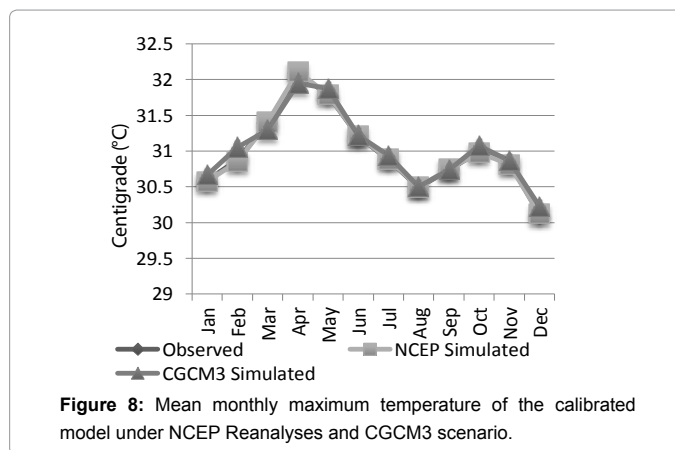 32.5
32
31.5
31
30.5
30
29.5
29
Centigrade (°C)
Jan
Feb
Mar
Apr
May
Jun
Jul
Aug
Sep
Oct
Nov
Dec
Observed
NCEP Simulated
CGCM3 Simulated
Figure 8: Mean monthly maximum temperature of the calibrated
model under NCEP Reanalyses and CGCM3 scenario.